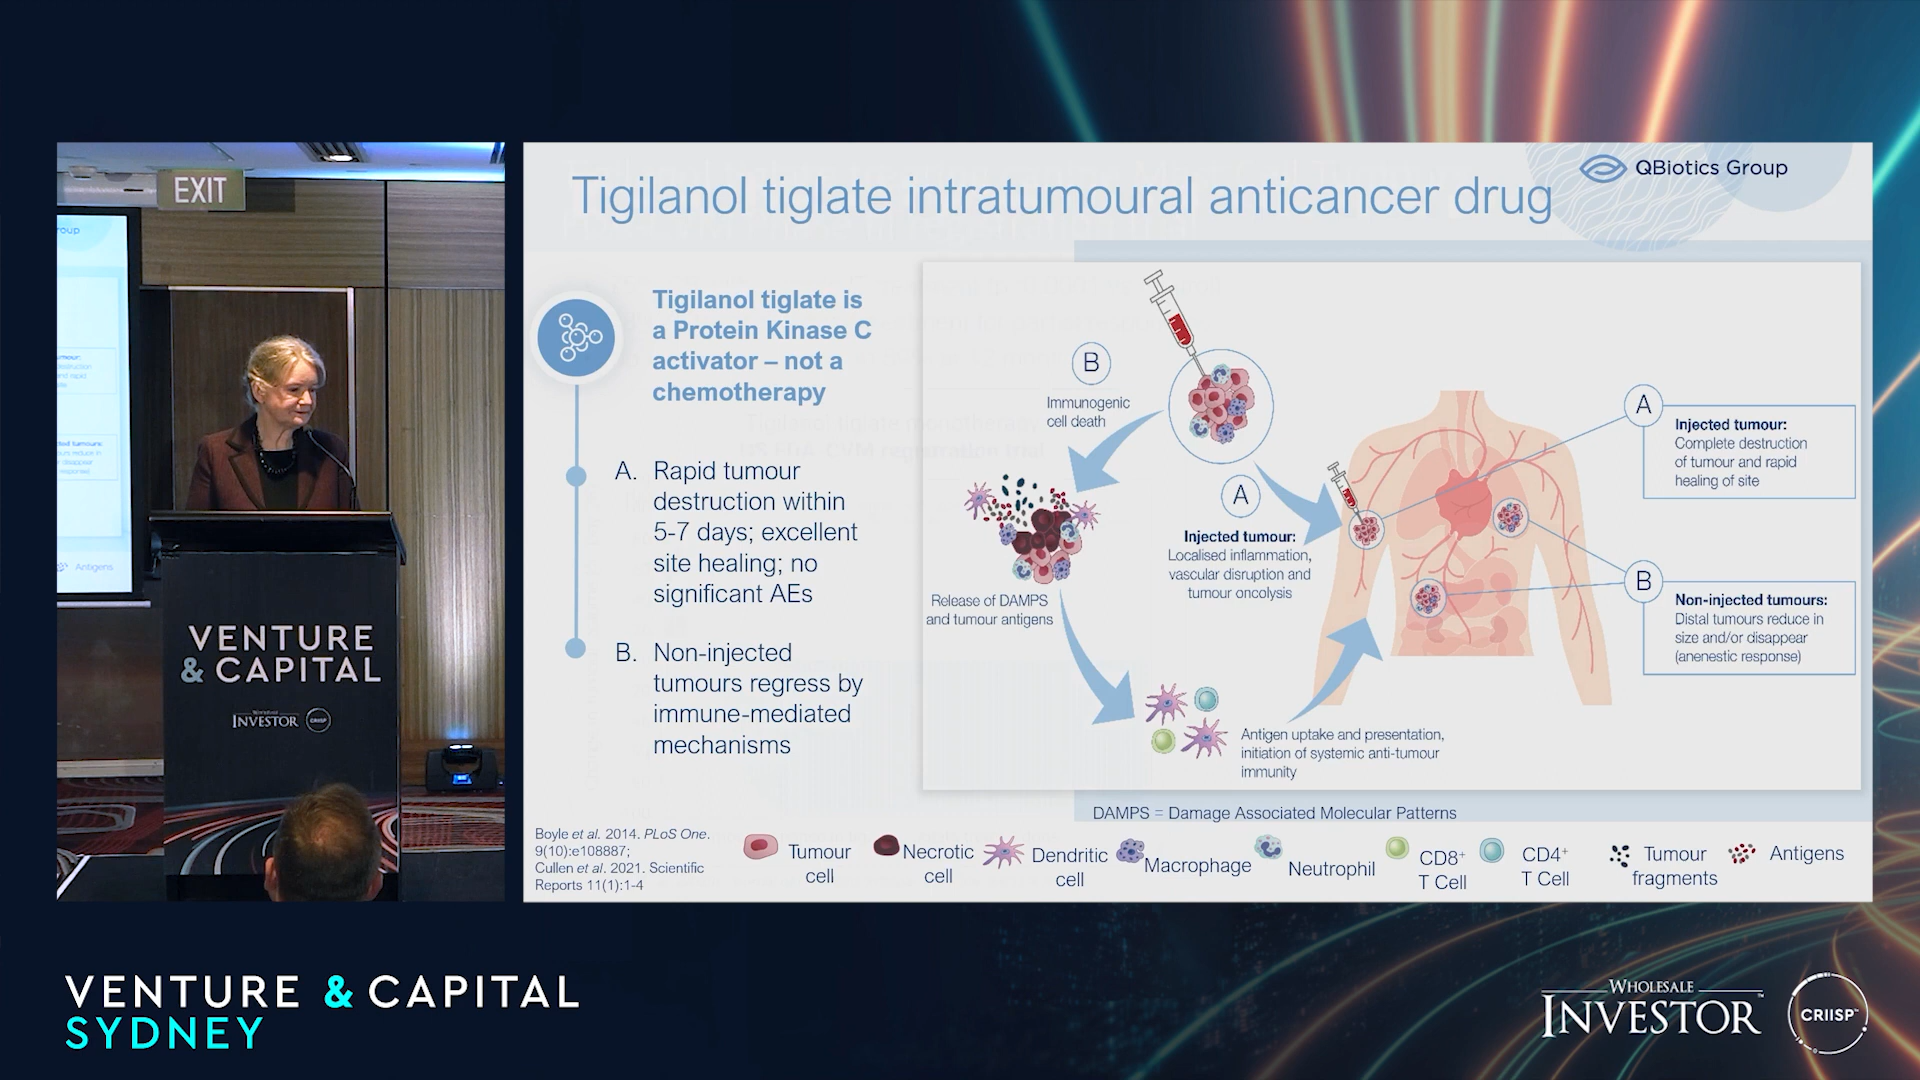 EXIT
roup
Antigens
VENTURE
& CAPITAL
WHOLESALE
INVESTOR
CRIISP
QBiotics Group
Tigilanol tiglate intratumoural anticancer drug
Tigilanol tiglate is
a Protein Kinase C
activator – not a
chemotherapy
A. Rapid tumour
destruction within
5-7 days; excellent
site healing; no
significant AEs
B. Non-injected
tumours regress by
immune-mediated
mechanisms
B
Immunogenic
cell death
A
Injected tumour:
Localised inflammation,
vascular disruption and
tumour oncolysis
Release of DAMPS
and tumour antigens
Antigen uptake and presentation,
initiation of systemic anti-tumour
immunity
A
Injected tumour:
Complete destruction
of tumour and rapid
healing of site
B
Non-injected tumours:
Distal tumours reduce in
size and/or disappear
(anenestic response)
DAMPS = Damage Associated Molecular Patterns
Boyle et al. 2014. PLoS One.
9(10):e108887;
Cullen et al. 2021. Scientific
Reports 11(1):1-4
Tumour
cell
Necrotic
cell
Dendritic
cell
Macrophage
Neutrophil
CD8+
T Cell
CD4+
T Cell
Tumour
fragments
Antigens
VENTURE & CAPITAL
SYDNEY
WHOLESALE
INVESTOR™
CRIISP™